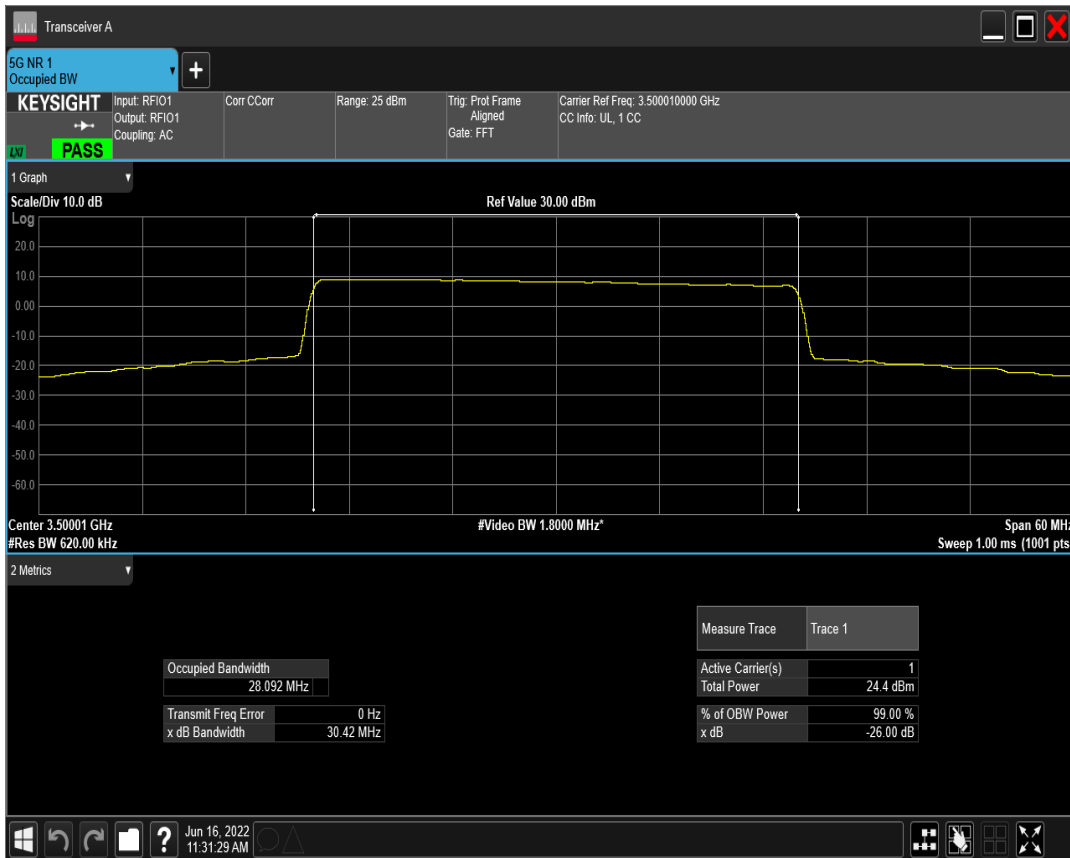 Transceiver A
5G NR 1
Occupied BW
KEYSIGHT
LXI
PASS
Input: RFIO1
Output: RFIO1
Coupling: AC
Corr CCorr
Range: 25 dBm
Trig: Prot Frame
Aligned
Gate: FFT
Carrier Ref Freq: 3.500010000 GHz
CC Info: UL, 1 CC
1 Graph
Scale/Div 10.0 dB
Ref Value 30.00 dBm
Log
20.0
10.0
0.00
-10.0
-20.0
-30.0
-40.0
-50.0
-60.0
Center 3.50001 GHz
#Video BW 1.8000 MHz*
Span 60 MHz
#Res BW 620.00 kHz
Sweep 1.00 ms (1001 pts
2 Metrics
Measure Trace Trace 1
Occupied Bandwidth
28.092 MHz
Active Carrier(s) 1
Total Power 24.4 dBm
Transmit Freq Error 0 Hz
x dB Bandwidth 30.42 MHz
% of OBW Power 99.00 %
x dB -26.00 dB
?
Jun 16, 2022
11:31:29 AM